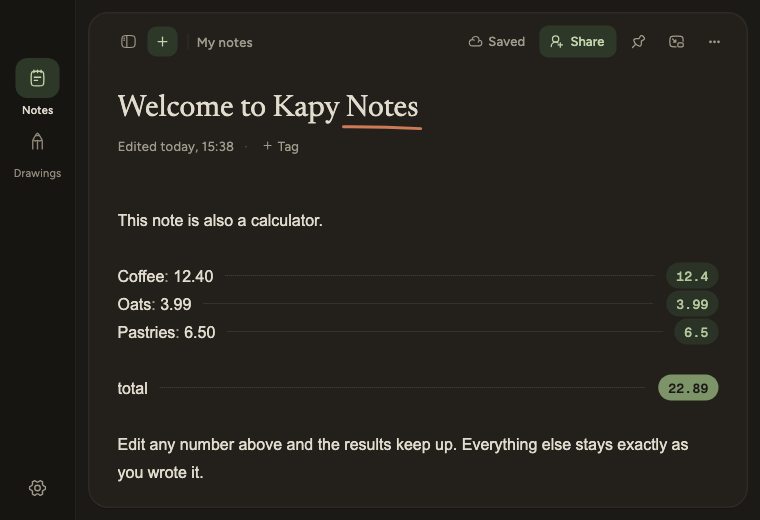 My notes
Saved
Share
Notes
Drawings
Welcome to Kapy Notes
Edited today, 15:38 · + Tag
This note is also a calculator.
Coffee: 12.40 12.4
Oats: 3.99 3.99
Pastries: 6.50 6.5
total 22.89
Edit any number above and the results keep up. Everything else stays exactly as
you wrote it.